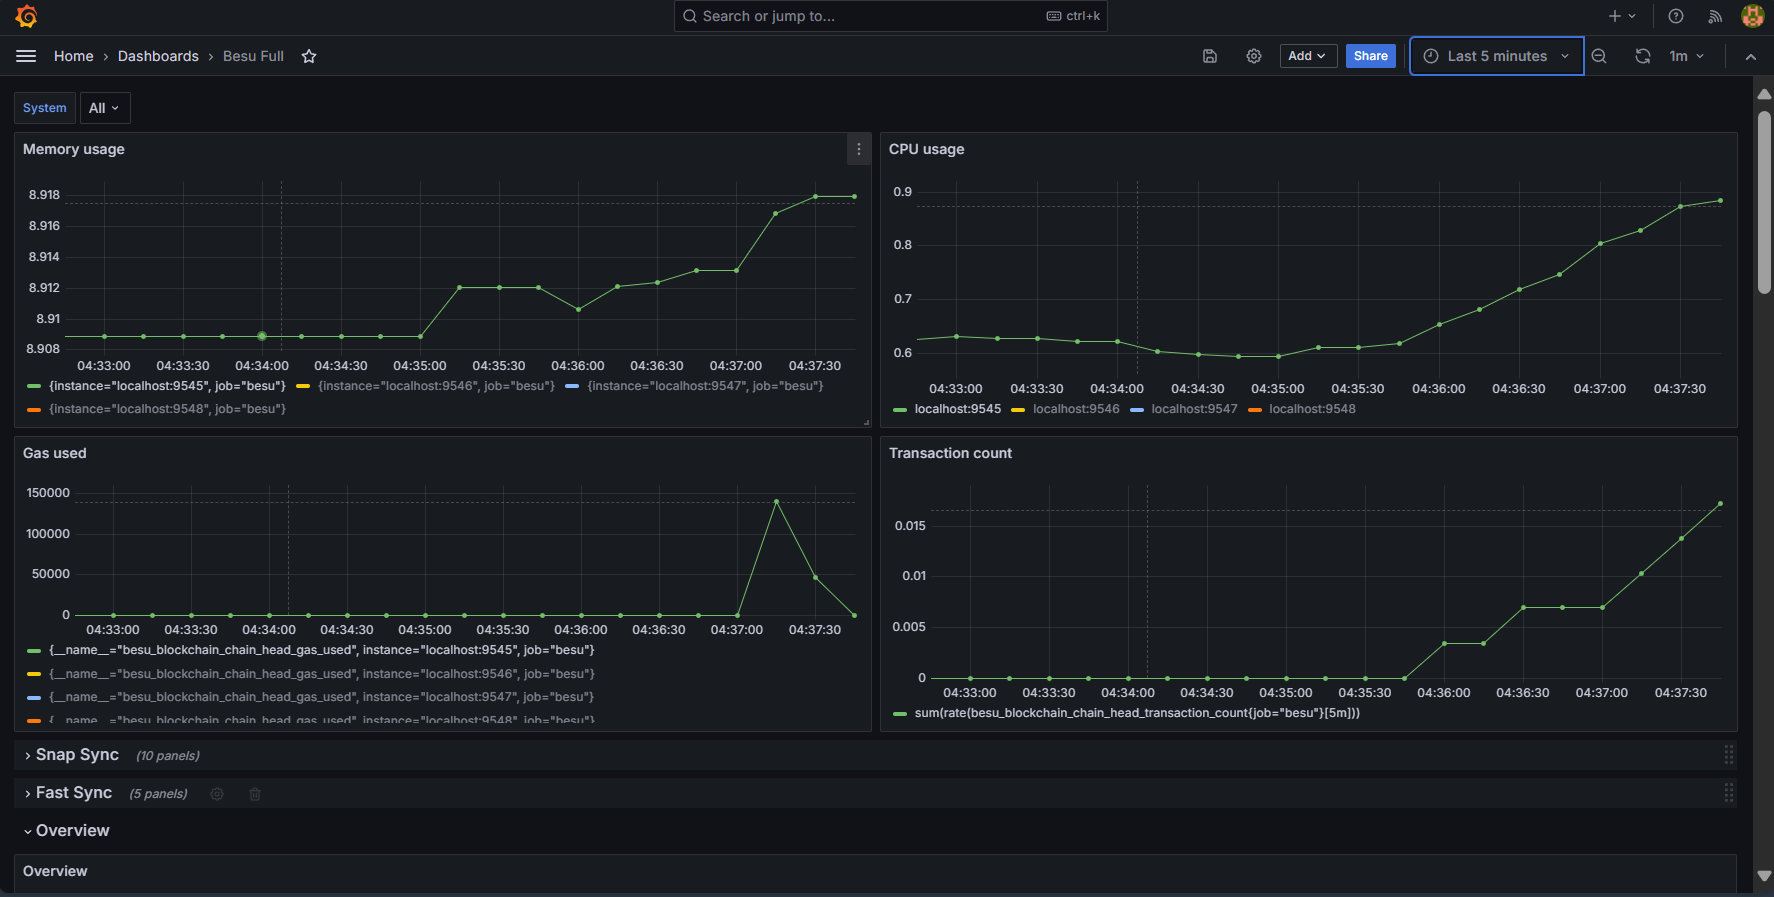 Search or jump to... ctrl+k
Home › Dashboards › Besu Full Add Share Last 5 minutes 1m
System All
Memory usage
8.918
8.916
8.914
8.912
8.91
8.908
04:33:00 04:33:30 04:34:00 04:34:30 04:35:00 04:35:30 04:36:00 04:36:30 04:37:00 04:37:30
{instance="localhost:9545", job="besu"} {instance="localhost:9546", job="besu"} {instance="localhost:9547", job="besu"}
{instance="localhost:9548", job="besu"}
CPU usage
0.9
0.8
0.7
0.6
04:33:00 04:33:30 04:34:00 04:34:30 04:35:00 04:35:30 04:36:00 04:36:30 04:37:00 04:37:30
localhost:9545 localhost:9546 localhost:9547 localhost:9548
Gas used
150000
100000
50000
0
04:33:00 04:33:30 04:34:00 04:34:30 04:35:00 04:35:30 04:36:00 04:36:30 04:37:00 04:37:30
{__name__="besu_blockchain_chain_head_gas_used", instance="localhost:9545", job="besu"}
{__name__="besu_blockchain_chain_head_gas_used", instance="localhost:9546", job="besu"}
{__name__="besu_blockchain_chain_head_gas_used", instance="localhost:9547", job="besu"}
{__name__="besu_blockchain_chain_head_gas_used", instance="localhost:9548", job="besu"}
Transaction count
0.015
0.01
0.005
0
04:33:00 04:33:30 04:34:00 04:34:30 04:35:00 04:35:30 04:36:00 04:36:30 04:37:00 04:37:30
sum(rate(besu_blockchain_chain_head_transaction_count{job="besu"}[5m]))
Snap Sync (10 panels)
Fast Sync (5 panels)
Overview
Overview